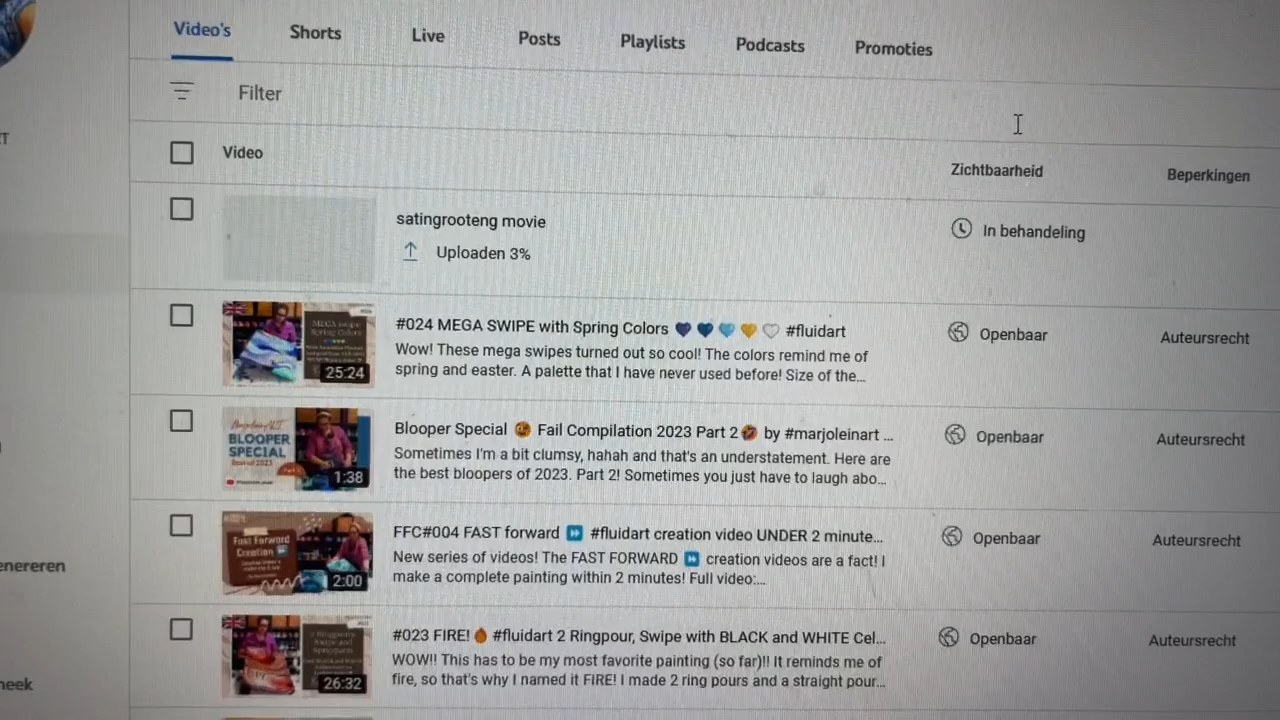 Video's Shorts Live Posts Playlists Podcasts Promoties
Filter
Video Zichtbaarheid Beperkingen
satingrooteng movie
Uploaden 3%
In behandeling
#024 MEGA SWIPE with Spring Colors 💙 💙 🩵 💛 🤍 #fluidart
Wow! These mega swipes turned out so cool! The colors remind me of
spring and easter. A palette that I have never used before! Size of the...
25:24
Openbaar Auteursrecht
BLOOPER
SPECIAL
1:38
Blooper Special 🤕 Fail Compilation 2023 Part 2🤣 by #marjoleinart ...
Sometimes I'm a bit clumsy, hahah and that's an understatement. Here are
the best bloopers of 2023. Part 2! Sometimes you just have to laugh abo...
Openbaar Auteursrecht
Fast Forward
Creation ⏩
2:00
FFC#004 FAST forward ⏩ #fluidart creation video UNDER 2 minute...
New series of videos! The FAST FORWARD ⏩ creation videos are a fact! I
make a complete painting within 2 minutes! Full video:...
Openbaar Auteursrecht
26:32
#023 FIRE!🔥 #fluidart 2 Ringpour, Swipe with BLACK and WHITE Cel...
WOW!! This has to be my most favorite painting (so far)!! It reminds me of
fire, so that's why I named it FIRE! I made 2 ring pours and a straight pour...
Openbaar Auteursrecht
enereren